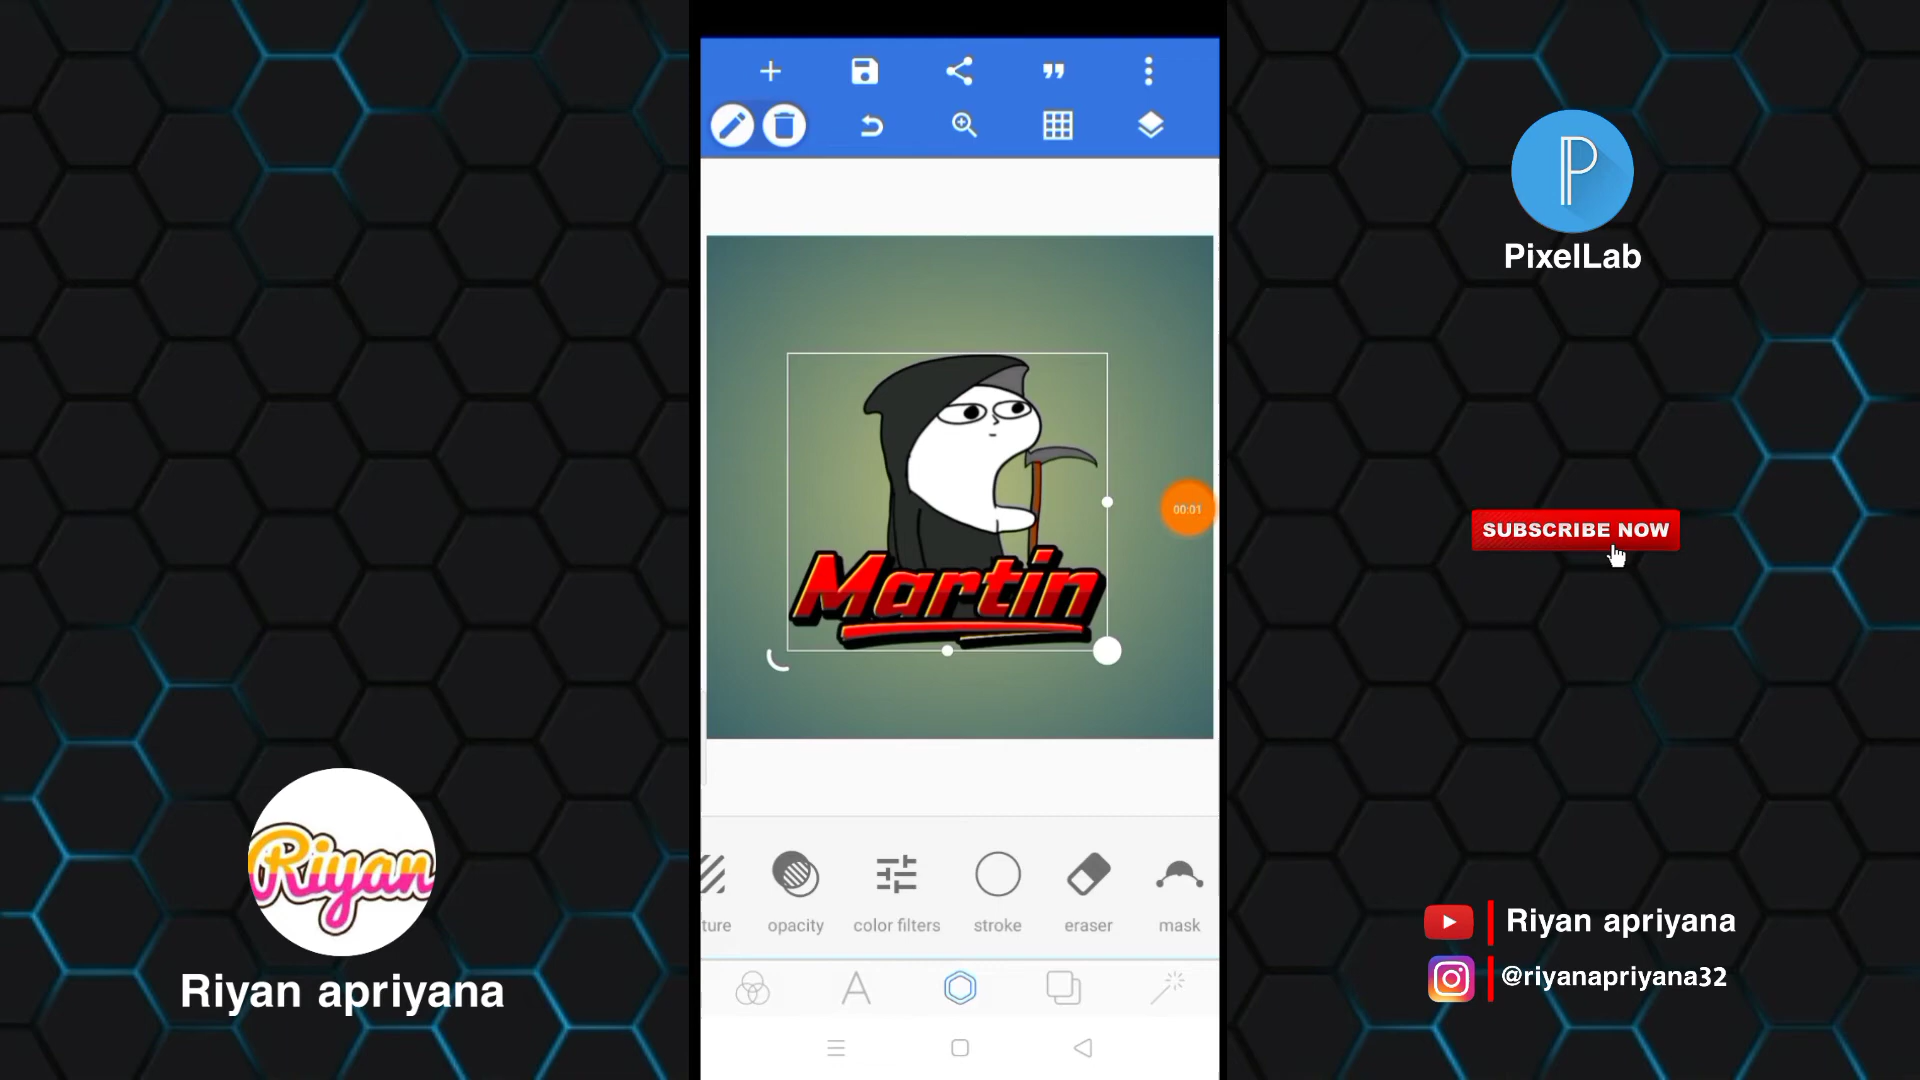 PixelLab
00:01
Martin
SUBSCRIBE NOW
ture opacity color filters stroke eraser mask
Riyan
Riyan apriyana
Riyan apriyana
@riyanapriyana32